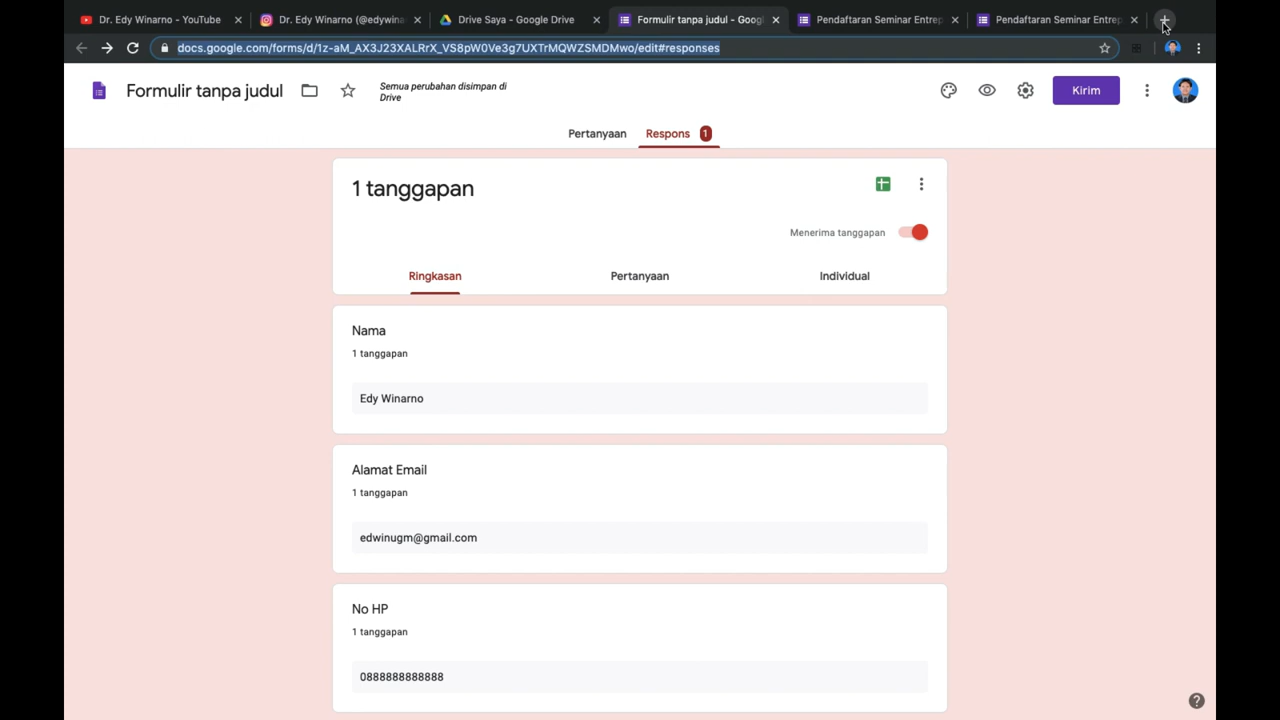 Dr. Edy Winarno - YouTube
Dr. Edy Winarno (@edywina
Drive Saya - Google Drive
Formulir tanpa judul - Goog
Pendaftaran Seminar Entrep
Pendaftaran Seminar Entrep
docs.google.com/forms/d/1z-aM_AX3J23XALRrX_VS8pW0Ve3g7UXTrMQWZSMDMwo/edit#responses
Formulir tanpa judul
Semua perubahan disimpan di
Drive
Kirim
Pertanyaan
Respons 1
1 tanggapan
Menerima tanggapan
Ringkasan
Pertanyaan
Individual
Nama
1 tanggapan
Edy Winarno
Alamat Email
1 tanggapan
edwinugm@gmail.com
No HP
1 tanggapan
0888888888888